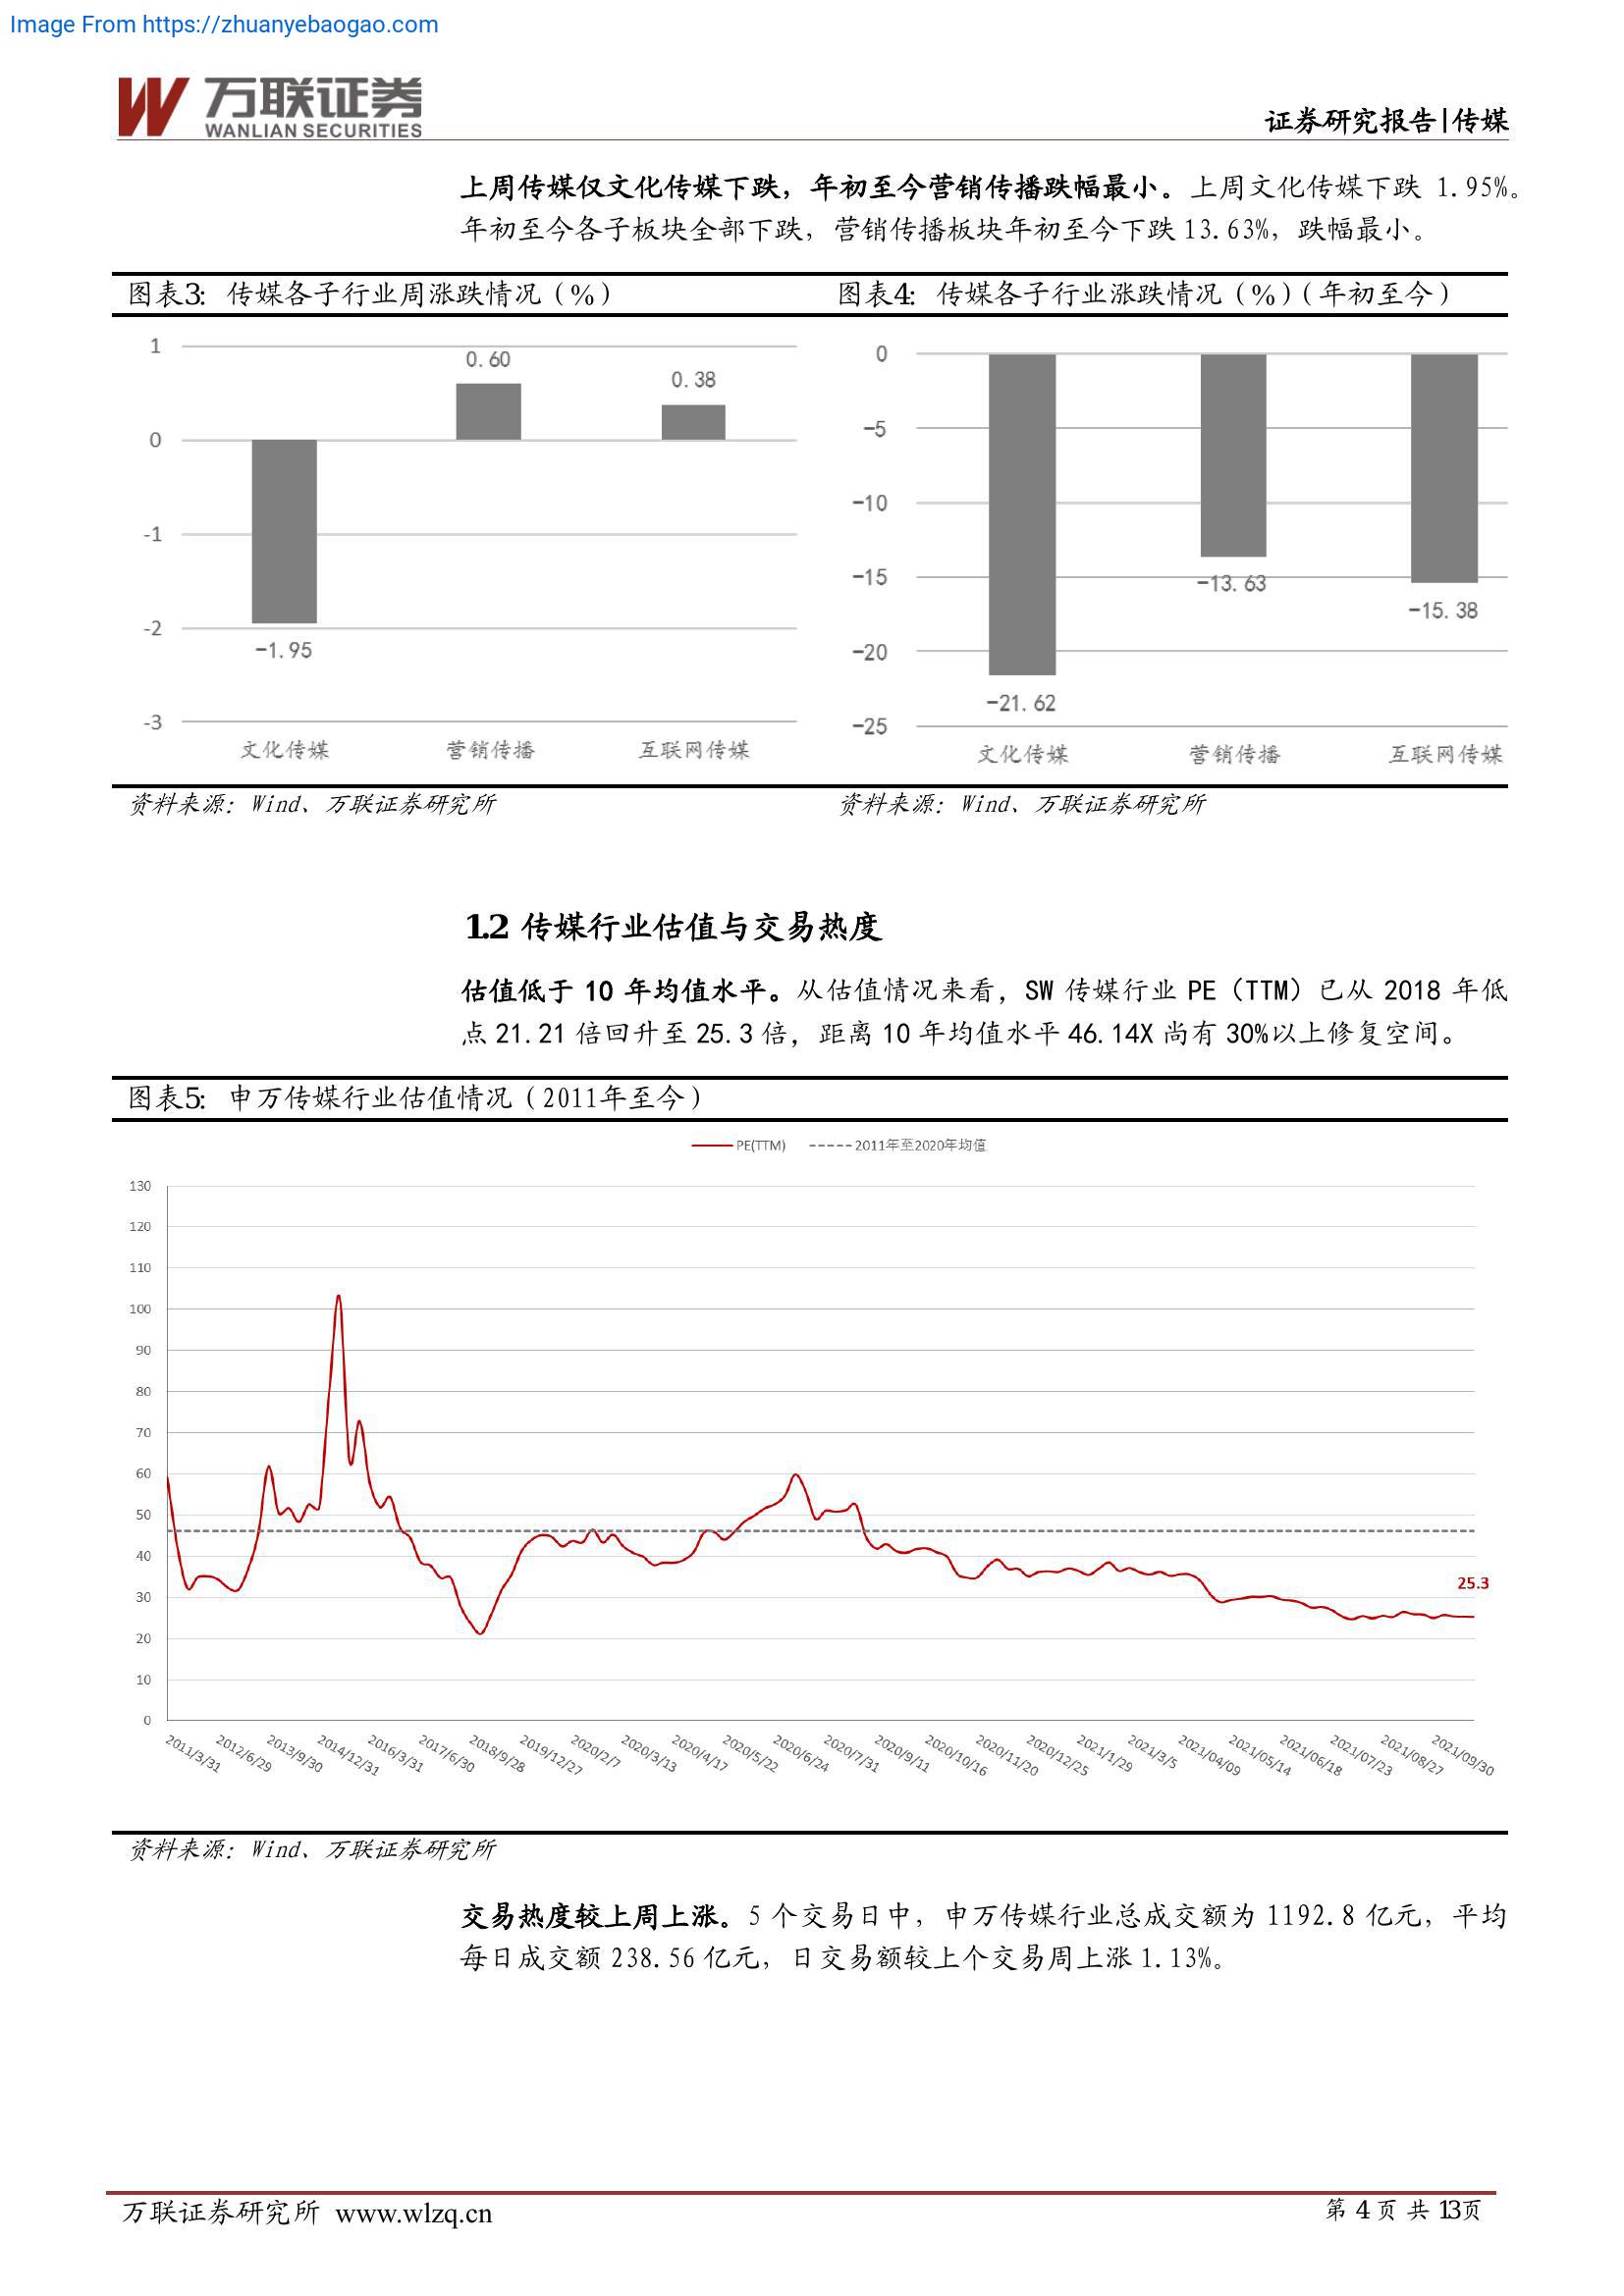 Image From https://zhuanyebaogao.com
万联证券
WANLIAN SECURITIES
证券研究报告|传媒
上周传媒仅文化传媒下跌，年初至今营销传播跌幅最小。上周文化传媒下跌 1.95%。
年初至今各子板块全部下跌，营销传播板块年初至今下跌 13.63%，跌幅最小。
图表3: 传媒各子行业周涨跌情况（%）
1
0
-1
-2
-3
0.60
0.38
-1.95
文化传媒 营销传播 互联网传媒
资料来源：Wind、万联证券研究所
图表4: 传媒各子行业涨跌情况（%）（年初至今）
0
-5
-10
-15
-20
-25
-13.63
-15.38
-21.62
文化传媒 营销传播 互联网传媒
资料来源：Wind、万联证券研究所
1.2 传媒行业估值与交易热度
估值低于 10 年均值水平。从估值情况来看，SW 传媒行业 PE（TTM）已从 2018 年低
点 21.21 倍回升至 25.3 倍，距离 10 年均值水平 46.14X 尚有 30%以上修复空间。
图表5: 申万传媒行业估值情况（2011年至今）
PE(TTM) 2011年至2020年均值
130
120
110
100
90
80
70
60
50
40
30
20
10
0
25.3
2011/3/31 2012/6/29 2013/9/30 2014/12/31 2016/3/31 2017/6/30 2018/9/28 2019/12/27 2020/2/7 2020/3/13 2020/4/17 2020/5/22 2020/6/24 2020/7/31 2020/9/11 2020/10/16 2020/11/20 2020/12/25 2021/1/29 2021/3/5 2021/04/09 2021/05/14 2021/06/18 2021/07/23 2021/08/27 2021/09/30
资料来源：Wind、万联证券研究所
交易热度较上周上涨。5 个交易日中，申万传媒行业总成交额为 1192.8 亿元，平均
每日成交额 238.56 亿元，日交易额较上个交易周上涨 1.13%。
万联证券研究所 www.wlzq.cn
第 4 页 共 13页